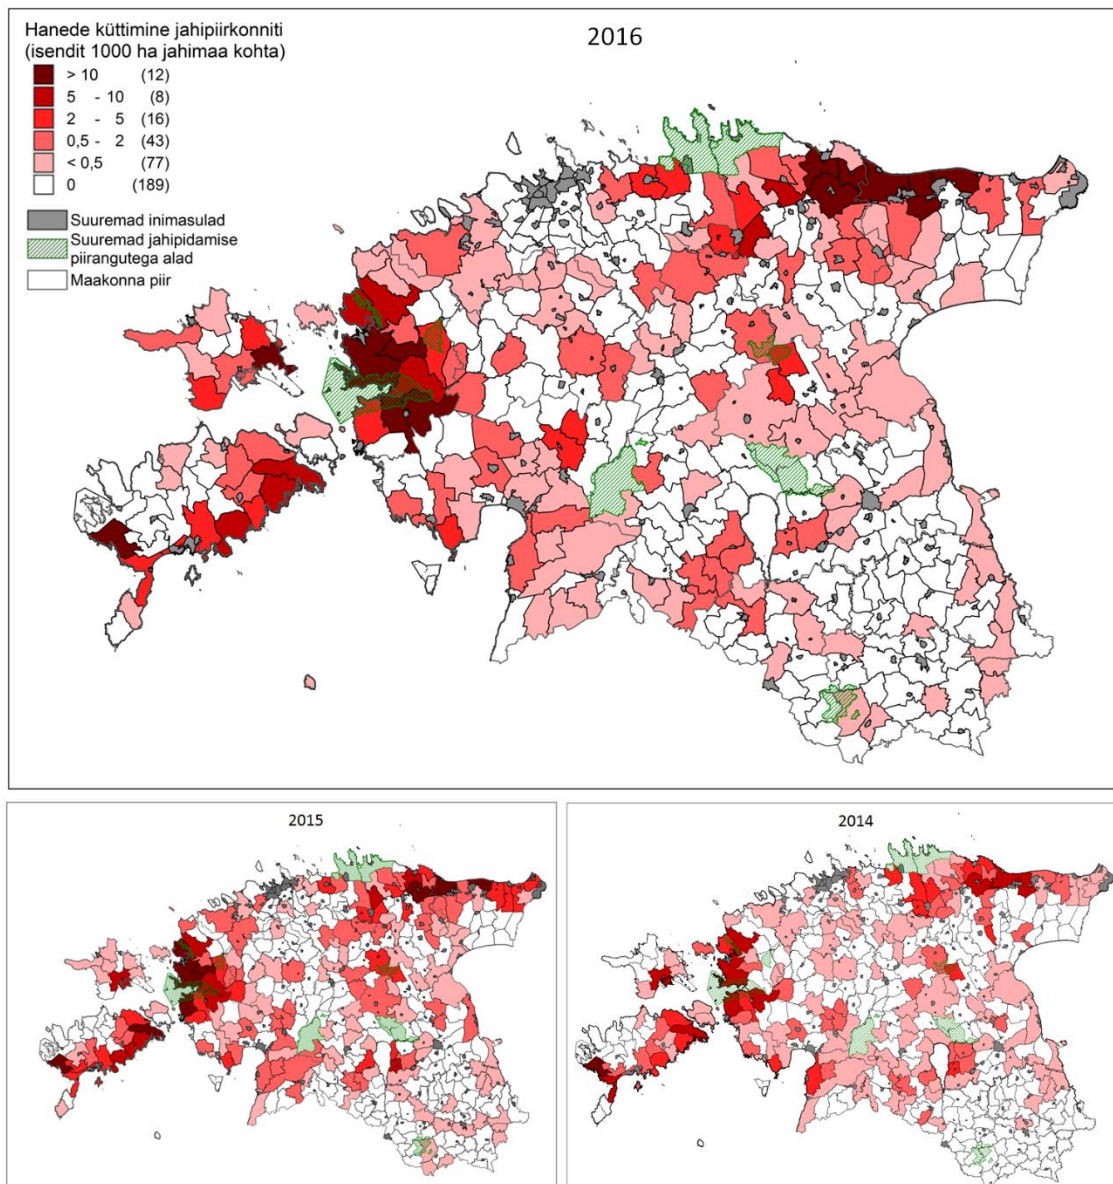 Hanede küttimine jahipiirkonniti
(isendit 1000 ha jahimaa kohta)
> 10 (12)
5 - 10 (8)
2 - 5 (16)
0,5 - 2 (43)
< 0,5 (77)
0 (189)
Suuremad inimasulad
Suuremad jahipidamise
piirangutega alad
Maakonna piir
2016
2015
2014